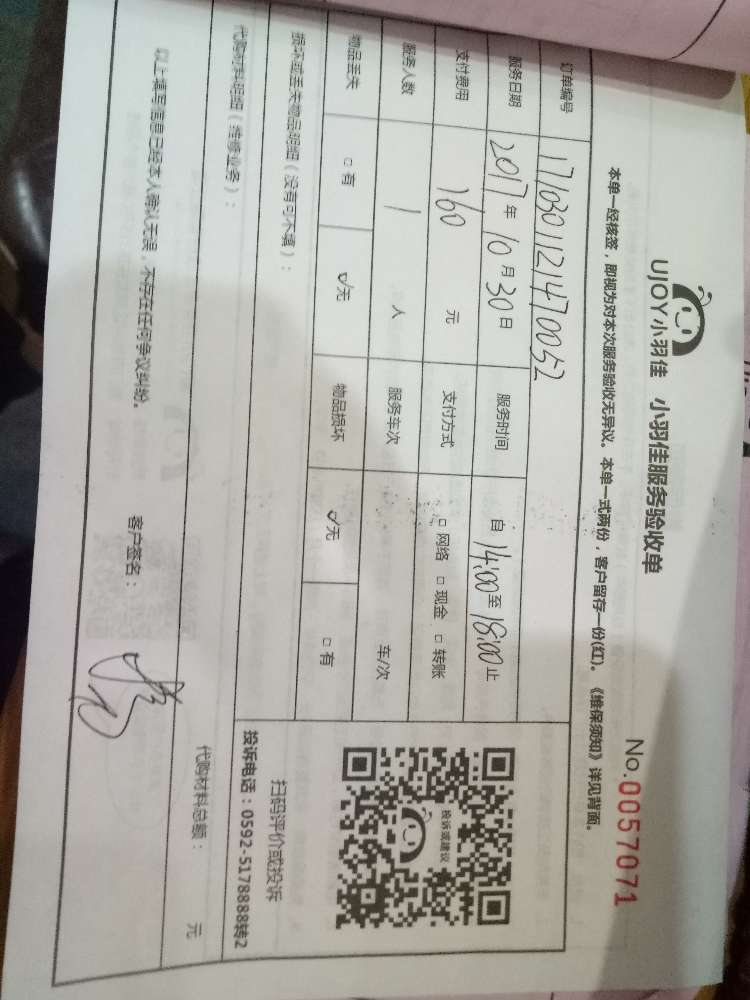 UJOY小羽佳 小羽佳服务验收单
No.0057071
本单一经核签，即视为对本次服务验收无异议。本单一式两份，客户留存一份(红)。《维保须知》详见背面。
订单编号 1710301121470052
服务日期 2017年10月30日 服务时间 自14:00至18:00止
支付费用 160 元 支付方式 □网络 □现金 □转账
服务人数 1 人 服务车次 车/次
物品丢失 □有 ☑无 物品损坏 ☑无 □有
损坏或丢失物品明细（没有可不填）：
投诉或建议
扫码评价或投诉
投诉电话：0592-5178888转2
代购材料明细（维修业务）：
代购材料总额： 元
以上填写信息已经本人确认无误，不存在任何争议纠纷。 客户签名：